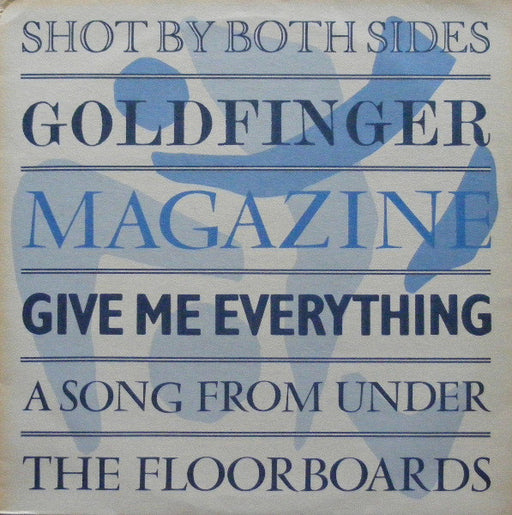 SHOT BY BOTH SIDES
GOLDFINGER
MAGAZINE
GIVE ME EVERYTHING
A SONG FROM UNDER
THE FLOORBOARDS